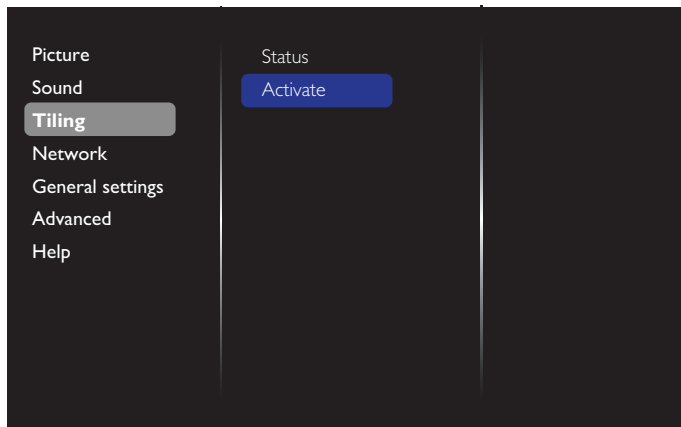 Picture
Sound
Tiling
Network
General settings
Advanced
Help
Status
Activate